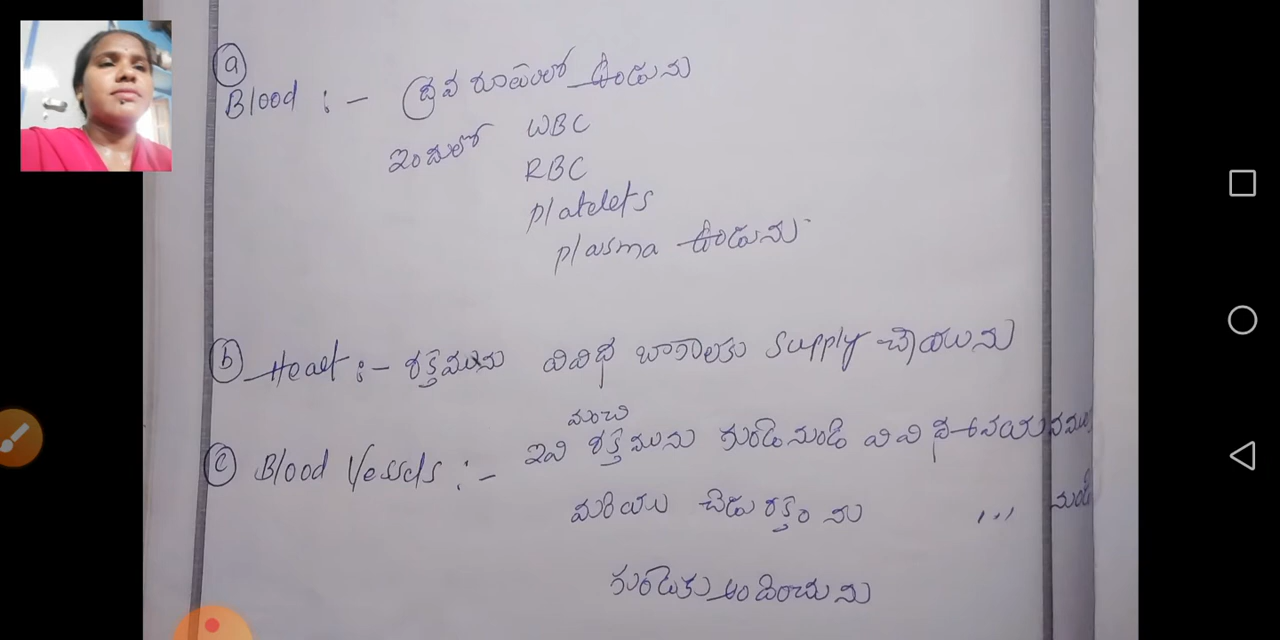 a
Blood :- ద్రవ రూపంలో ఉండును
ఇందులో WBC
RBC
platelets
plasma ఉండును
b Heart :- రక్తమును వివిధ బాగాలకు supply చేయును
మంచి
c Blood Vessels :- ఇవి రక్తమును గుండెనుండి వివిధ అవయవములకు
మరియు చెడు రక్తం ను ,,, నుండి
గుండెకు అందించును